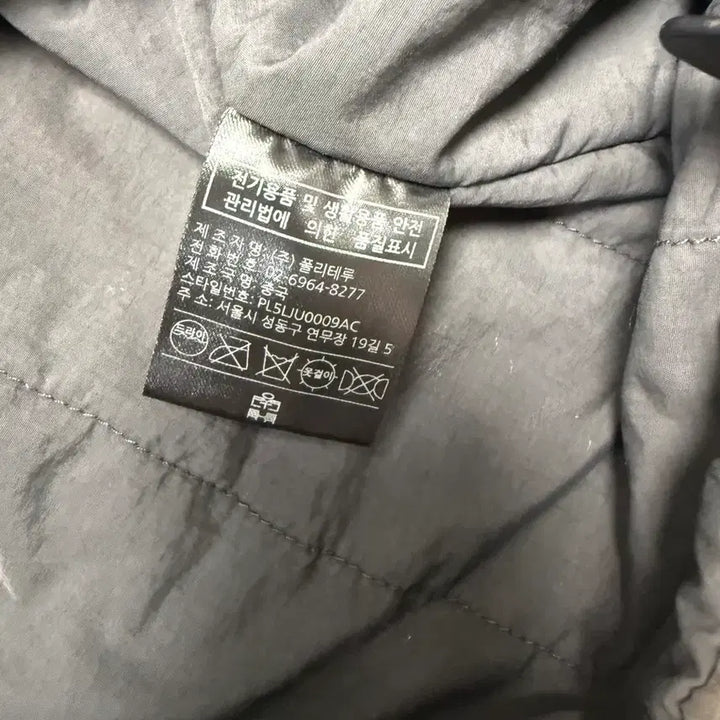 전기용품 및 생활용품 안전
관리법에 의한 품질표시
제조자명: (주) 폴리테루
전화번호: 02-6964-8277
제조국명: 중국
스타일번호: PL5LJU0009AC
주 소: 서울시 성동구 연무장 19길 5
드라이
옷걸이